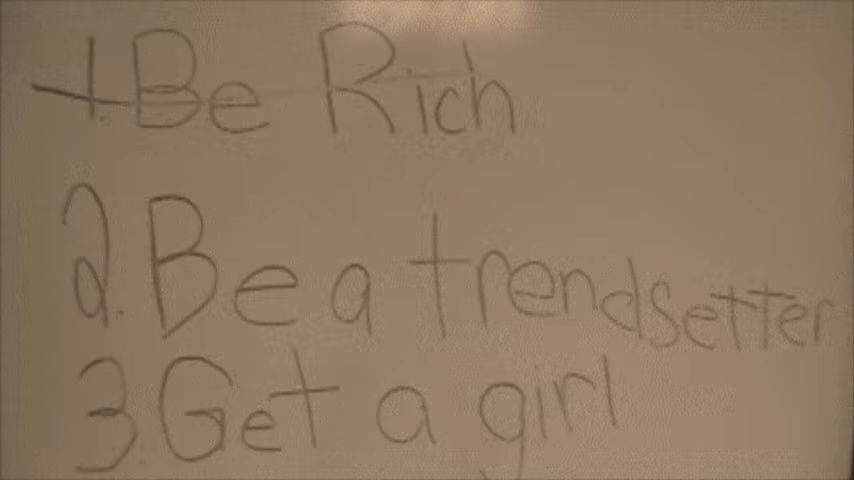 1. Be Rich
2. Be a trendsetter
3. Get a girl